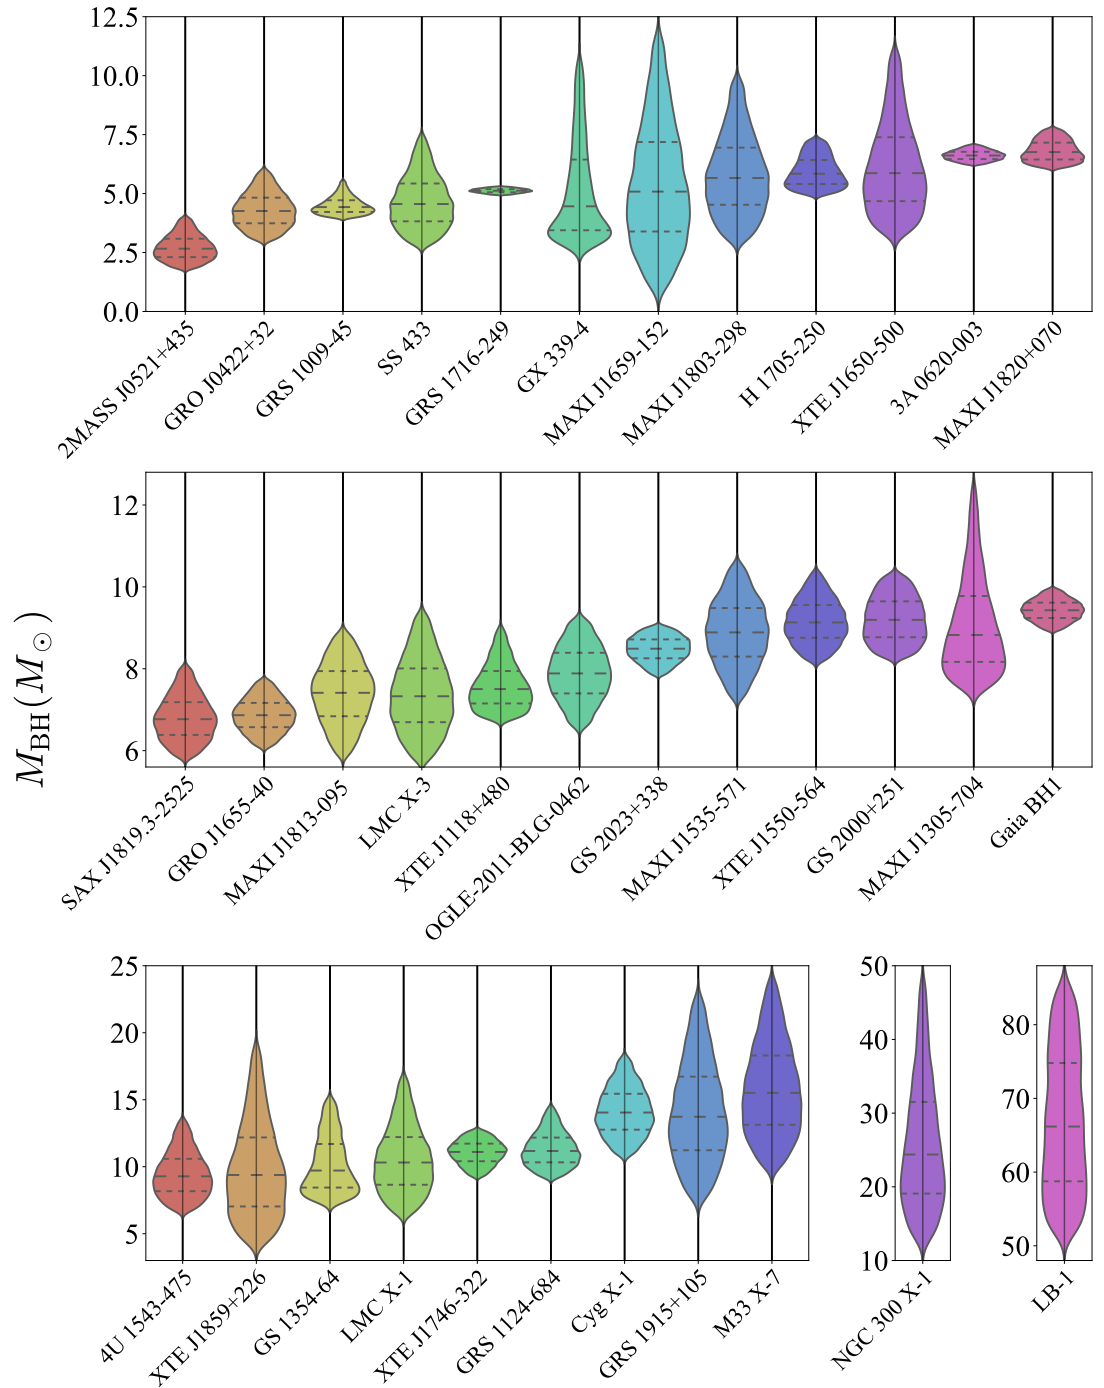 12.5
10.0
7.5
5.0
2.5
0.0
2MASS J0521+435
GRO J0422+32
GRS 1009-45
SS 433
GRS 1716-249
GX 339-4
MAXI J1659-152
MAXI J1803-298
H 1705-250
XTE J1650-500
3A 0620-003
MAXI J1820+070
M_BH (M_⊙)
12
10
8
6
SAX J1819.3-2525
GRO J1655-40
MAXI J1813-095
LMC X-3
XTE J1118+480
OGLE-2011-BLG-0462
GS 2023+338
MAXI J1535-571
XTE J1550-564
GS 2000+251
MAXI J1305-704
Gaia BH1
25
20
15
10
5
4U 1543-475
XTE J1859+226
GS 1354-64
LMC X-1
XTE J1746-322
GRS 1124-684
Cyg X-1
GRS 1915+105
M33 X-7
50
40
30
20
10
NGC 300 X-1
80
70
60
50
LB-1